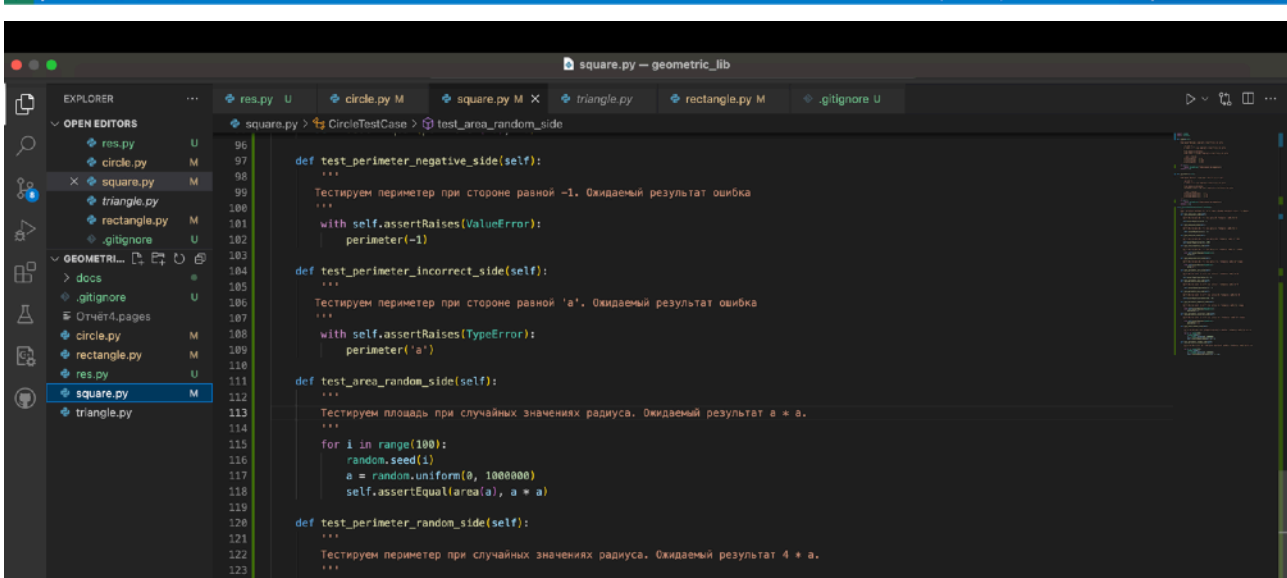 square.py — geometric_lib
EXPLORER
res.py U circle.py M square.py M triangle.py rectangle.py M .gitignore U
OPEN EDITORS
square.py > CircleTestCase > test_area_random_side
res.py U
circle.py M
square.py M
triangle.py
rectangle.py M
.gitignore U
GEOMETRI...
docs
.gitignore U
Отчёт4.pages
circle.py M
rectangle.py M
res.py U
square.py M
triangle.py
96
97 def test_perimeter_negative_side(self):
98 '''
99 Тестируем периметер при стороне равной -1. Ожидаемый результат ошибка
100 '''
101 with self.assertRaises(ValueError):
102 perimeter(-1)
103
104 def test_perimeter_incorrect_side(self):
105 '''
106 Тестируем периметер при стороне равной 'a'. Ожидаемый результат ошибка
107 '''
108 with self.assertRaises(TypeError):
109 perimeter('a')
110
111 def test_area_random_side(self):
112 '''
113 Тестируем площадь при случайных значениях радиуса. Ожидаемый результат a * a.
114 '''
115 for i in range(100):
116 random.seed(i)
117 a = random.uniform(0, 1000000)
118 self.assertEqual(area(a), a * a)
119
120 def test_perimeter_random_side(self):
121 '''
122 Тестируем периметер при случайных значениях радиуса. Ожидаемый результат 4 * a.
123 '''